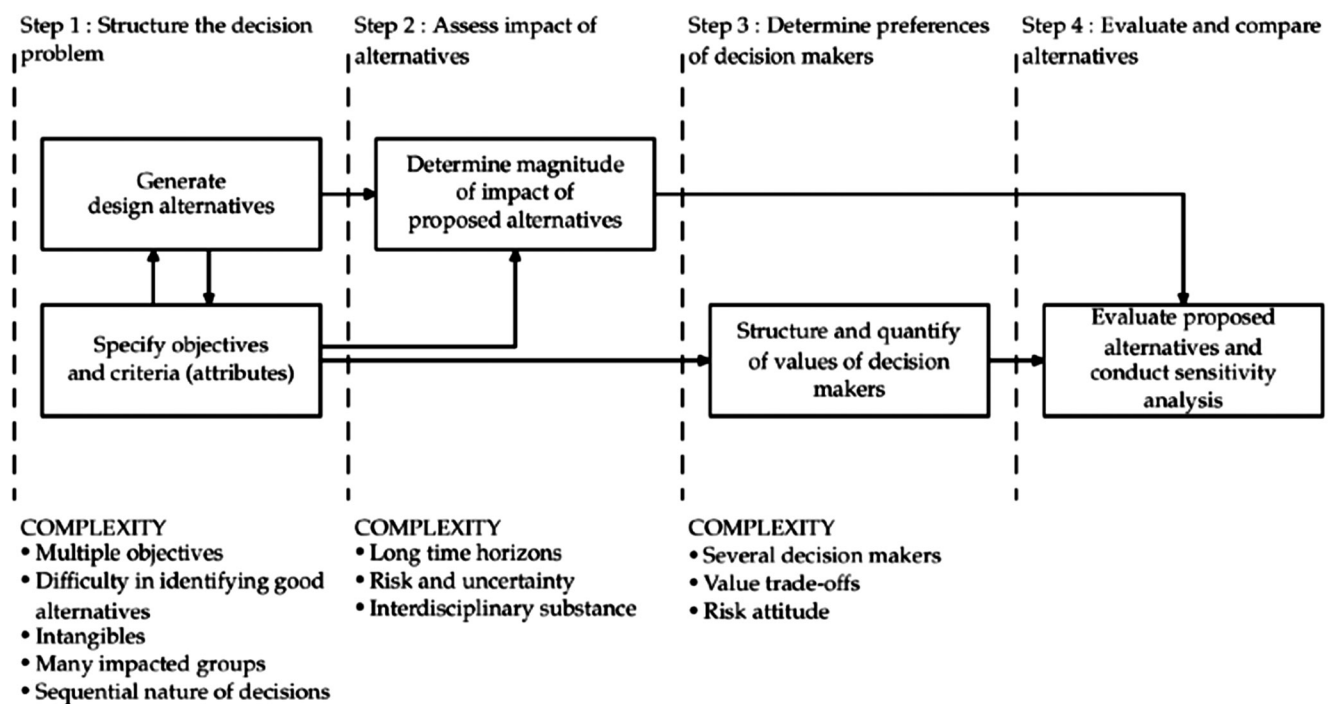 Step 1 : Structure the decision
problem
Step 2 : Assess impact of
alternatives
Step 3 : Determine preferences
of decision makers
Step 4 : Evaluate and compare
alternatives
Generate
design alternatives
Determine magnitude
of impact of
proposed alternatives
Specify objectives
and criteria (attributes)
Structure and quantify
of values of decision
makers
Evaluate proposed
alternatives and
conduct sensitivity
analysis
COMPLEXITY
• Multiple objectives
• Difficulty in identifying good
alternatives
• Intangibles
• Many impacted groups
• Sequential nature of decisions
COMPLEXITY
• Long time horizons
• Risk and uncertainty
• Interdisciplinary substance
COMPLEXITY
• Several decision makers
• Value trade-offs
• Risk attitude